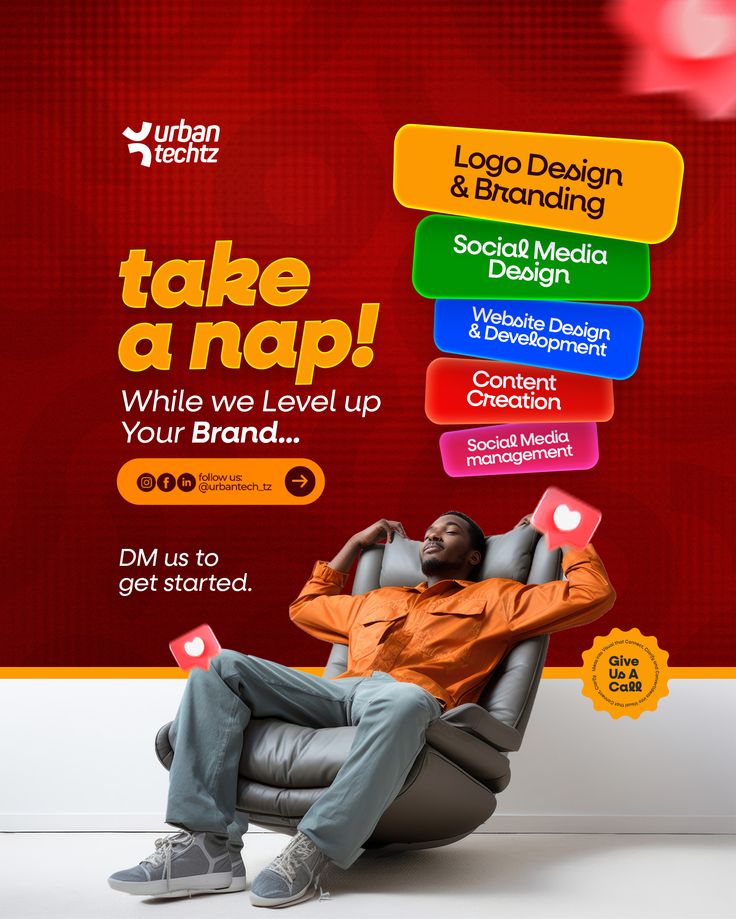 urban
techtz
take
a nap!
While we Level up
Your Brand...
follow us:
@urbantech_tz
DM us to
get started.
Logo Design
& Branding
Social Media
Design
Website Design
& Development
Content
Creation
Social Media
management
Give
Us A
Call